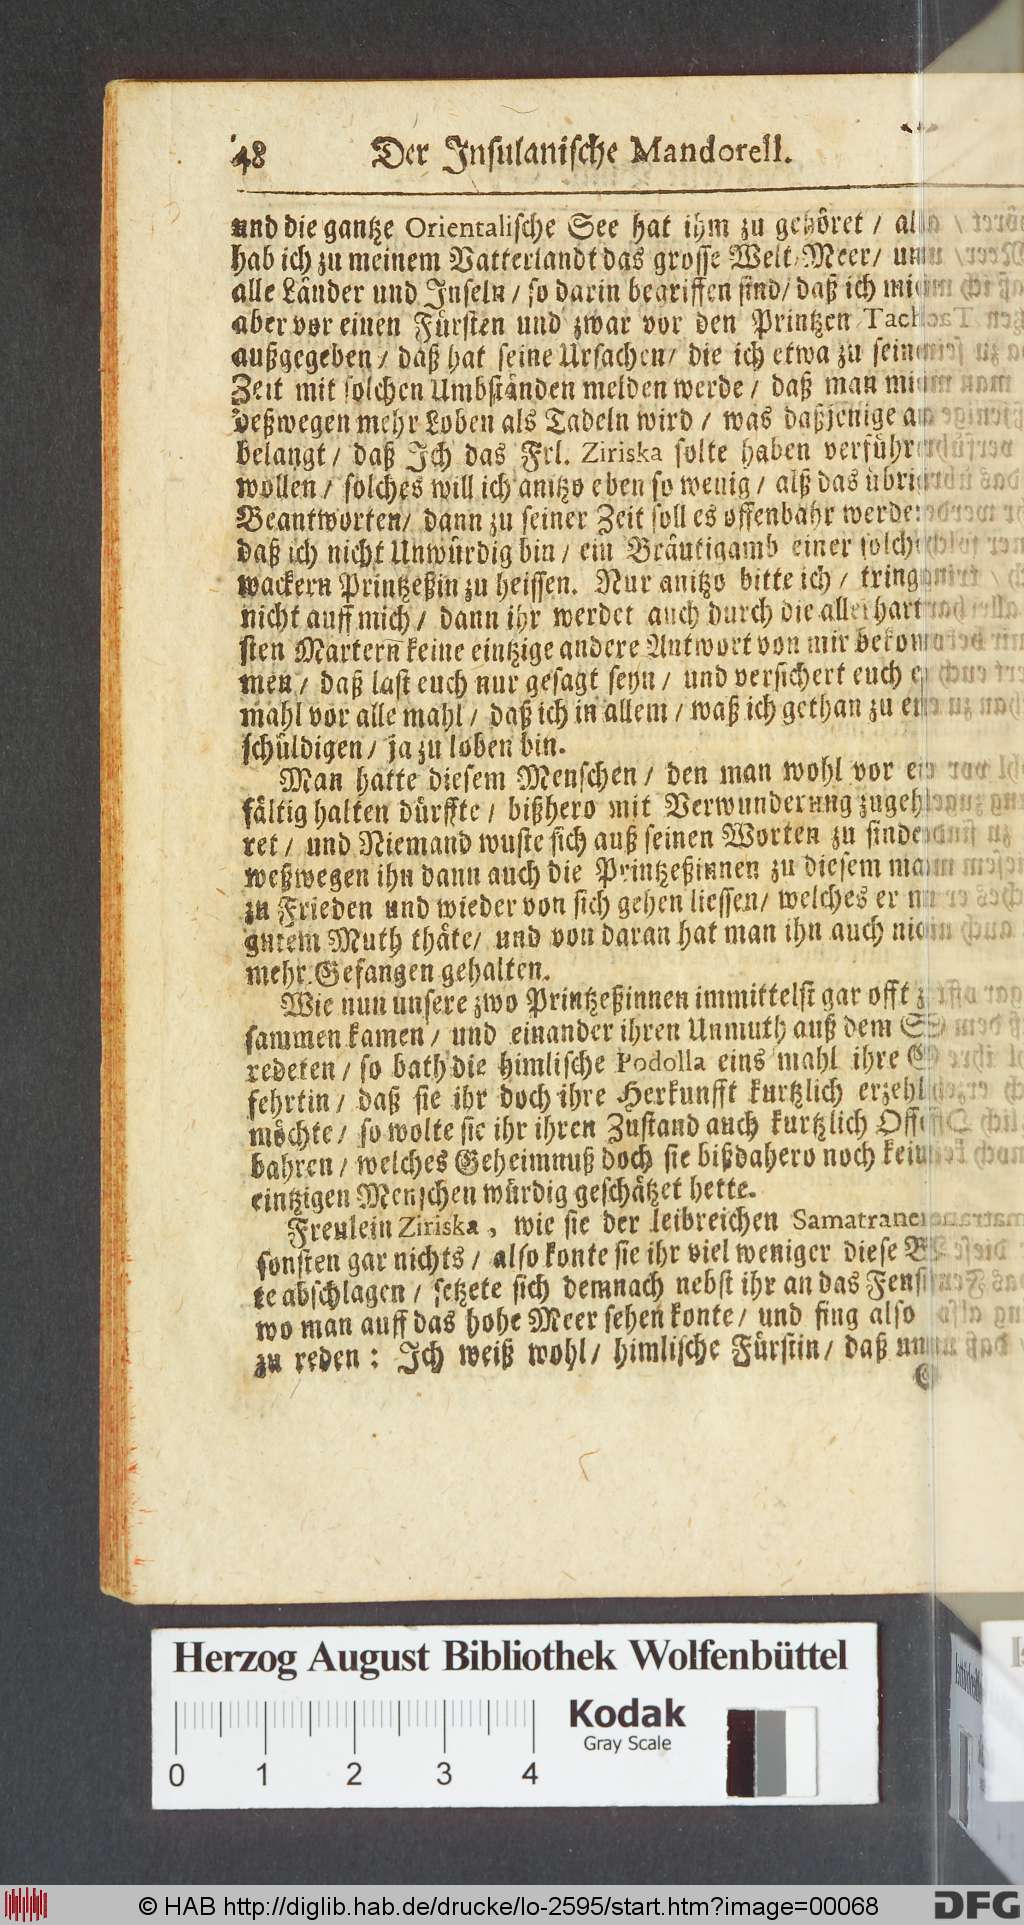 48 Der Insulanische Mandorell.
und die gantze Orientalische See hat ihm zu gehöret / al
hab ich zu meinem Vatterlandt das grosse Welt-Meer/ un
alle Länder und Inseln / so darin begriffen sind/ daß ich mi
aber vor einen Fürsten und zwar vor den Printzen Tac
außgegeben / daß hat seine Ursachen/ die ich etwa zu sein
Zeit mit solchen Umbständen melden werde / daß man mi
deßwegen mehr Loben als Tadeln wird / was daßjenige a
belangt / daß Ich das Frl. Ziriska solte haben verführ
wollen / solches will ich anitzo eben so wenig / alß das übri
Beantworten/ dann zu seiner Zeit soll es offenbahr werde
daß ich nicht Unwürdig bin / ein Bräutigamb einer solch
wackern Printzeßin zu heissen. Nur anitzo bitte ich / tring
nicht auff mich / dann ihr werdet auch durch die allerhart
sten Martern keine eintzige andere Antwort von mir bekom
men / daß last euch nur gesagt seyn / und versichert euch e
mahl vor alle mahl / daß ich in allem / waß ich gethan zu en
schüldigen / ja zu loben bin.
Man hatte diesem Menschen / den man wohl vor ei
fältig halten dürffte / bißhero mit Verwunderung zugeh
ret / und Niemand wuste sich auß seinen Worten zu finde
weßwegen ihn dann auch die Printzeßinnen zu diesem ma
zu Frieden und wieder von sich gehen liessen/ welches er m
gutem Muth thäte/ und von daran hat man ihn auch nic
mehr Gefangen gehalten.
Wie nun unsere zwo Printzeßinnen immittelst gar offt z
sammen kamen / und einander ihren Unmuth auß dem S
redeten / so bath die himlische Podolla eins mahl ihre G
fehrtin / daß sie ihr doch ihre Herkunfft kurtzlich erzehl
möchte / so wolte sie ihr ihren Zustand auch kurtzlich Off
bahren / welches Geheimnuß doch sie bißdahero noch kein
eintzigen Menschen würdig geschätzet hette.
Freulein Ziriska, wie sie der leibreichen Samatrane
sonsten gar nichts / also konte sie ihr viel weniger diese B
te abschlagen / setzete sich demnach nebst ihr an das Fens
wo man auff das hohe Meer sehen konte / und fing also
zu reden: Ich weiß wohl / himlische Fürstin / daß un
Herzog August Bibliothek Wolfenbüttel
Kodak
Gray Scale
0 1 2 3 4
© HAB http://diglib.hab.de/drucke/lo-2595/start.htm?image=00068
DFG